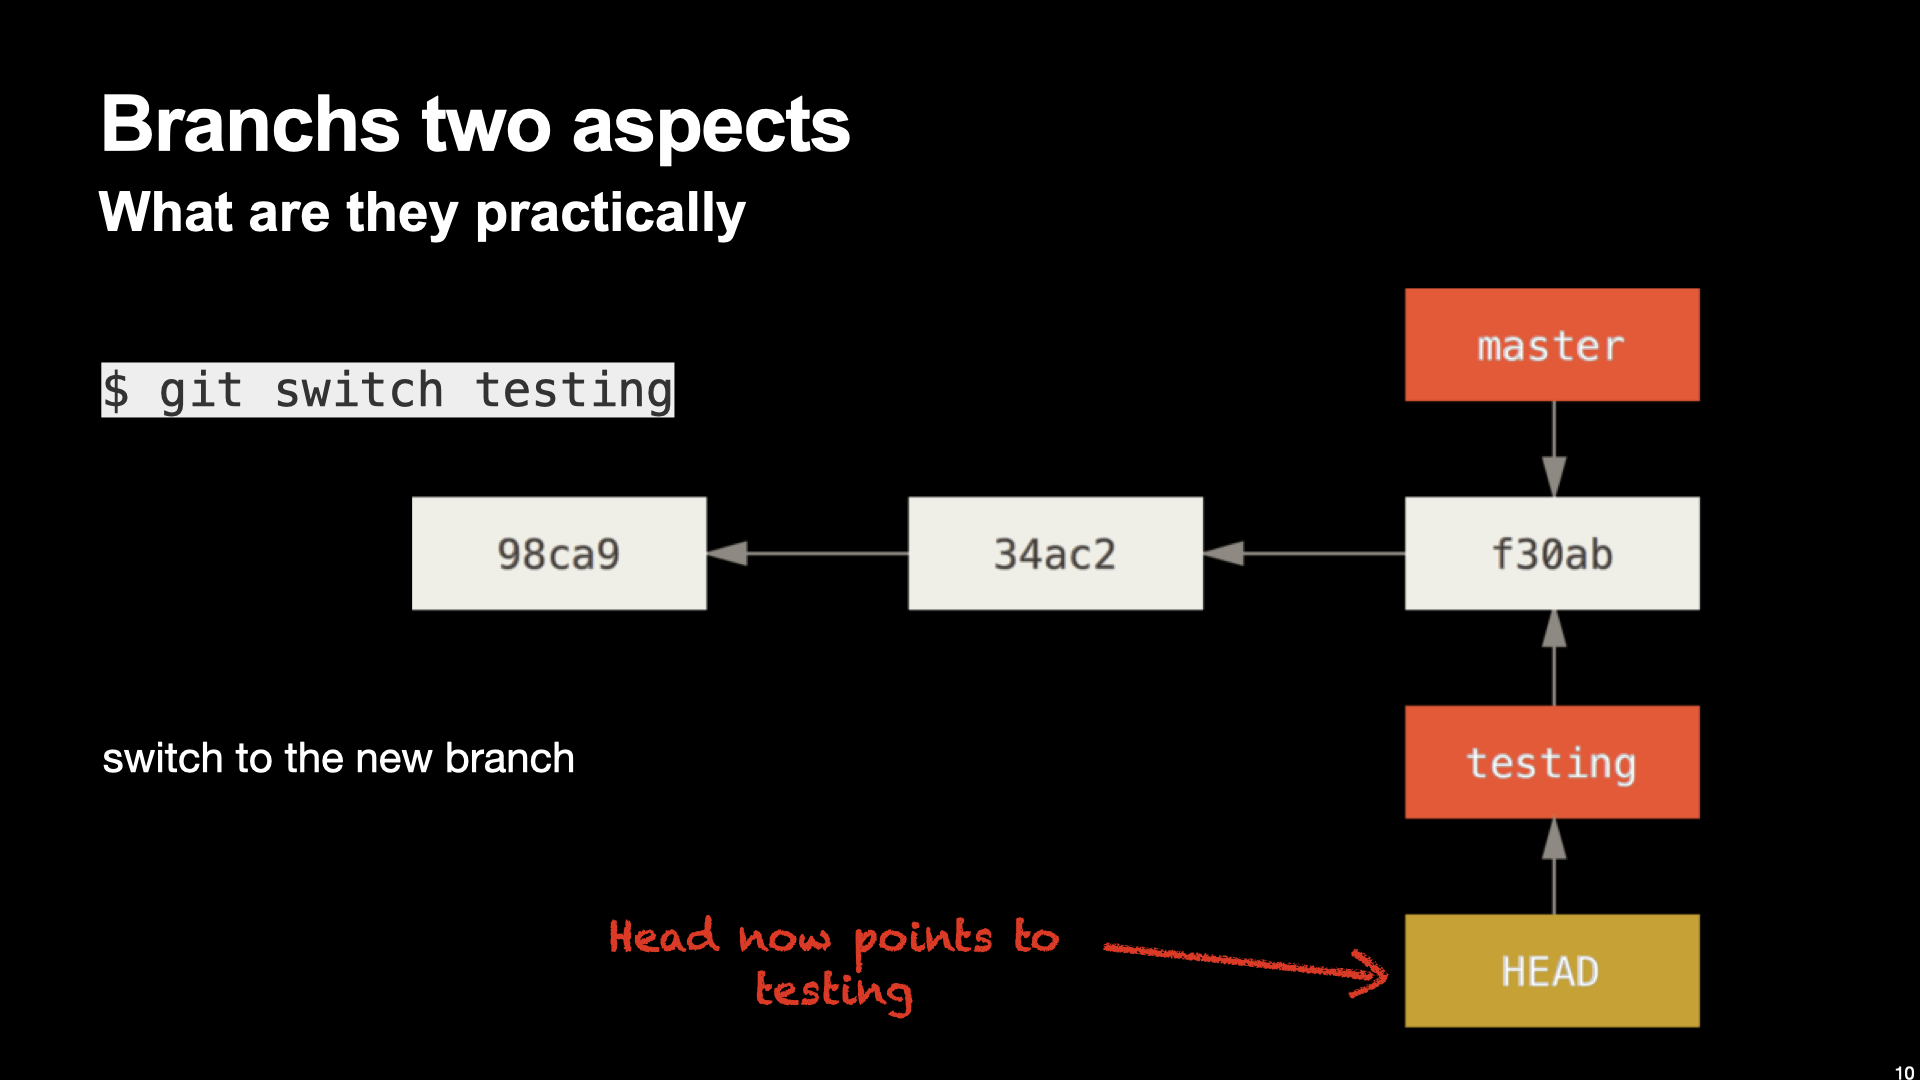 Branchs two aspects
What are they practically
master
$ git switch testing
98ca9
34ac2
f30ab
switch to the new branch
testing
Head now points to
testing
HEAD
10